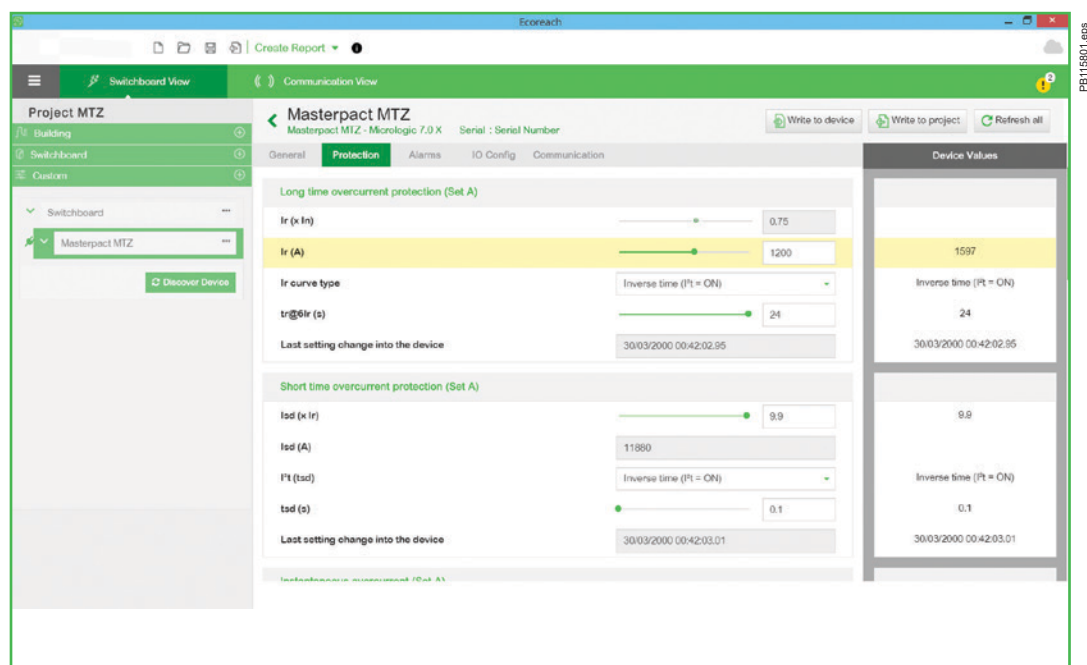 Ecoreach
PB115801.eps
Create Report
Switchboard View
Communication View
2
Project MTZ
Building
Switchboard
Custom
Switchboard
Masterpact MTZ
Discover Device
Masterpact MTZ
Masterpact MTZ - Micrologic 7.0 X Serial : Serial Number
Write to device
Write to project
Refresh all
General Protection Alarms IO Config Communication
Device Values
Long time overcurrent protection (Set A)
Ir (x In) 0.75
Ir (A) 1200 1597
Ir curve type Inverse time (I²t = ON) Inverse time (I²t = ON)
tr@6Ir (s) 24 24
Last setting change into the device 30/03/2000 00:42:02.95 30/03/2000 00:42:02.95
Short time overcurrent protection (Set A)
Isd (x Ir) 9.9 9.9
Isd (A) 11880
I²t (tsd) Inverse time (I²t = ON) Inverse time (I²t = ON)
tsd (s) 0.1 0.1
Last setting change into the device 30/03/2000 00:42:03.01 30/03/2000 00:42:03.01
Instantaneous overcurrent (Set A)